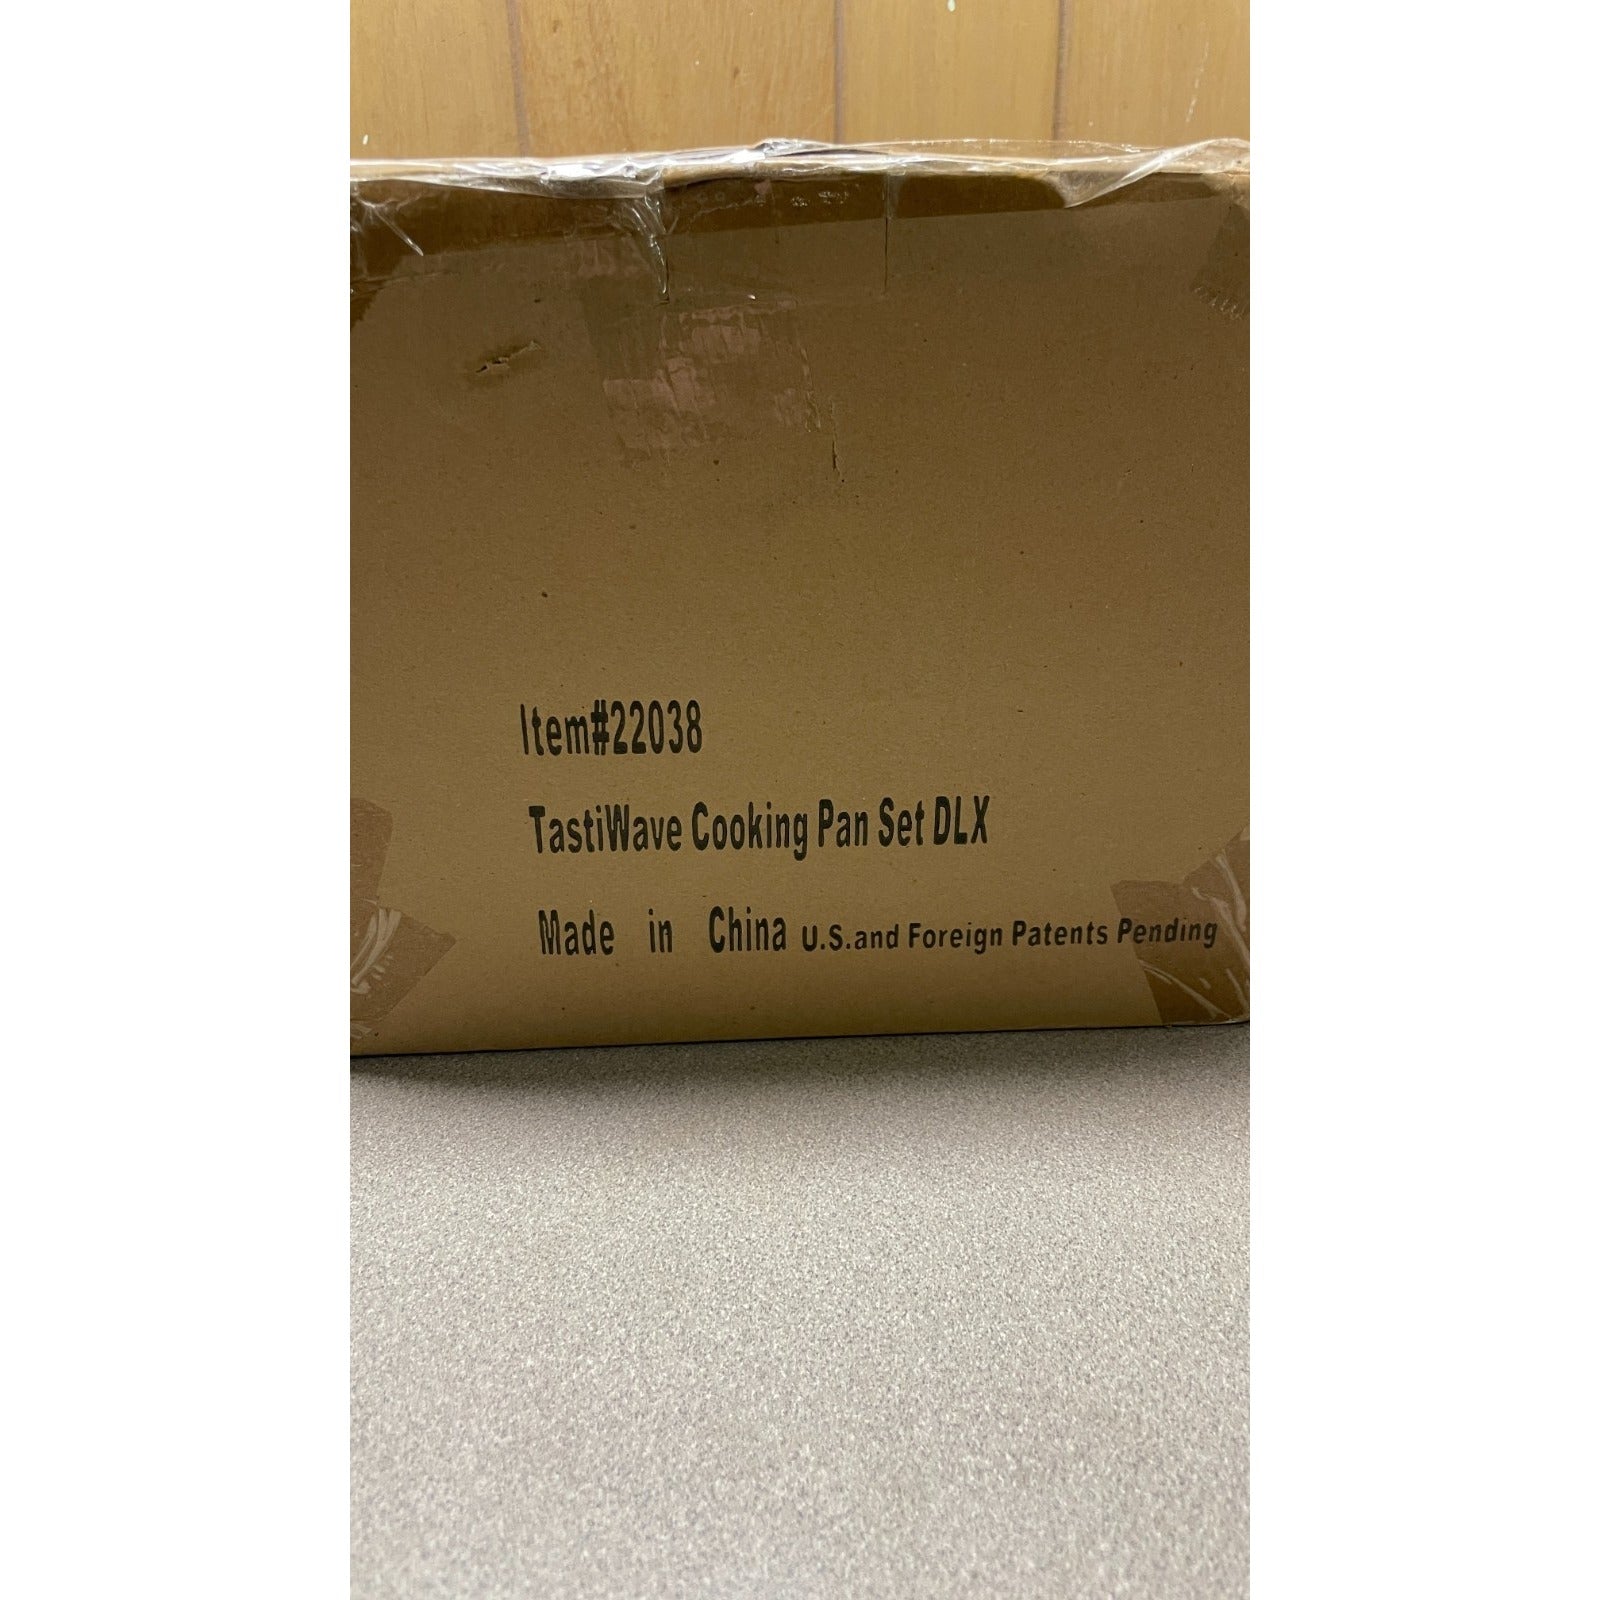 Item#22038
TastiWave Cooking Pan Set DLX
Made in China U.S.and Foreign Patents Pending